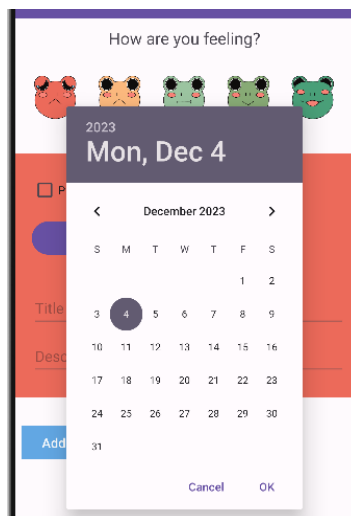 How are you feeling?
2023
Mon, Dec 4
P
December 2023
S M T W T F S
1 2
3 4 5 6 7 8 9
Title
10 11 12 13 14 15 16
Desc
17 18 19 20 21 22 23
24 25 26 27 28 29 30
Add
31
Cancel OK